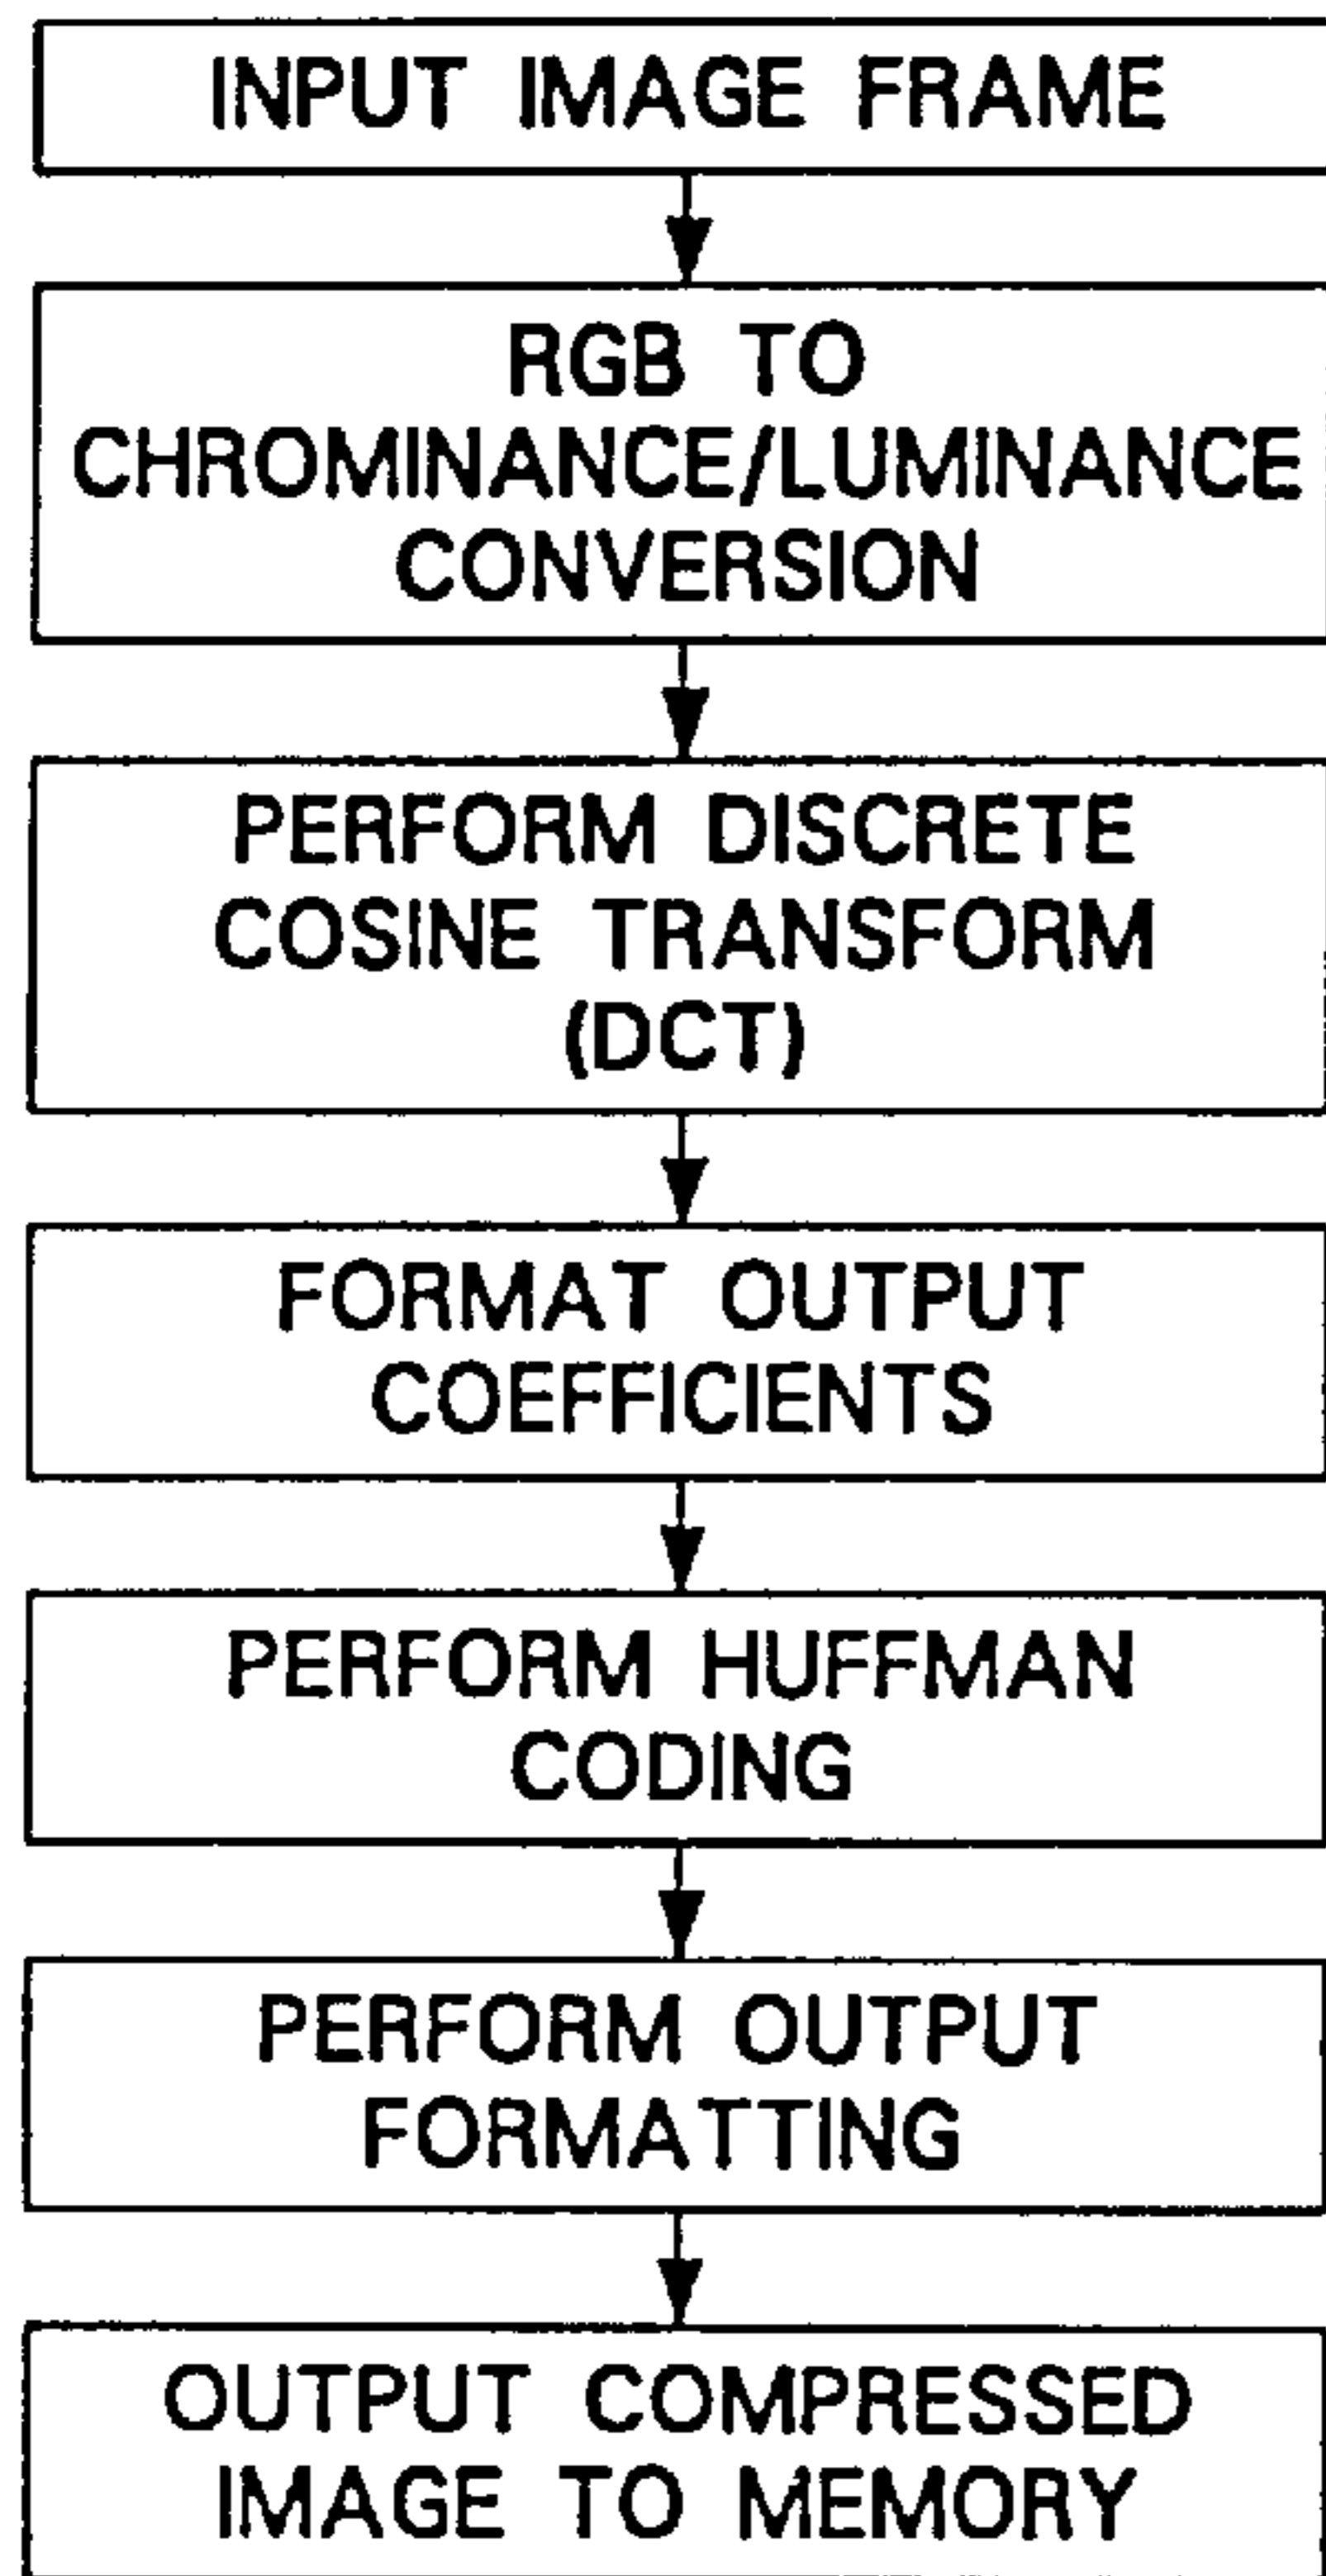 INPUT IMAGE FRAME
RGB TO
CHROMINANCE/LUMINANCE
CONVERSION
PERFORM DISCRETE
COSINE TRANSFORM
(DCT)
FORMAT OUTPUT
COEFFICIENTS
PERFORM HUFFMAN
CODING
PERFORM OUTPUT
FORMATTING
OUTPUT COMPRESSED
IMAGE TO MEMORY